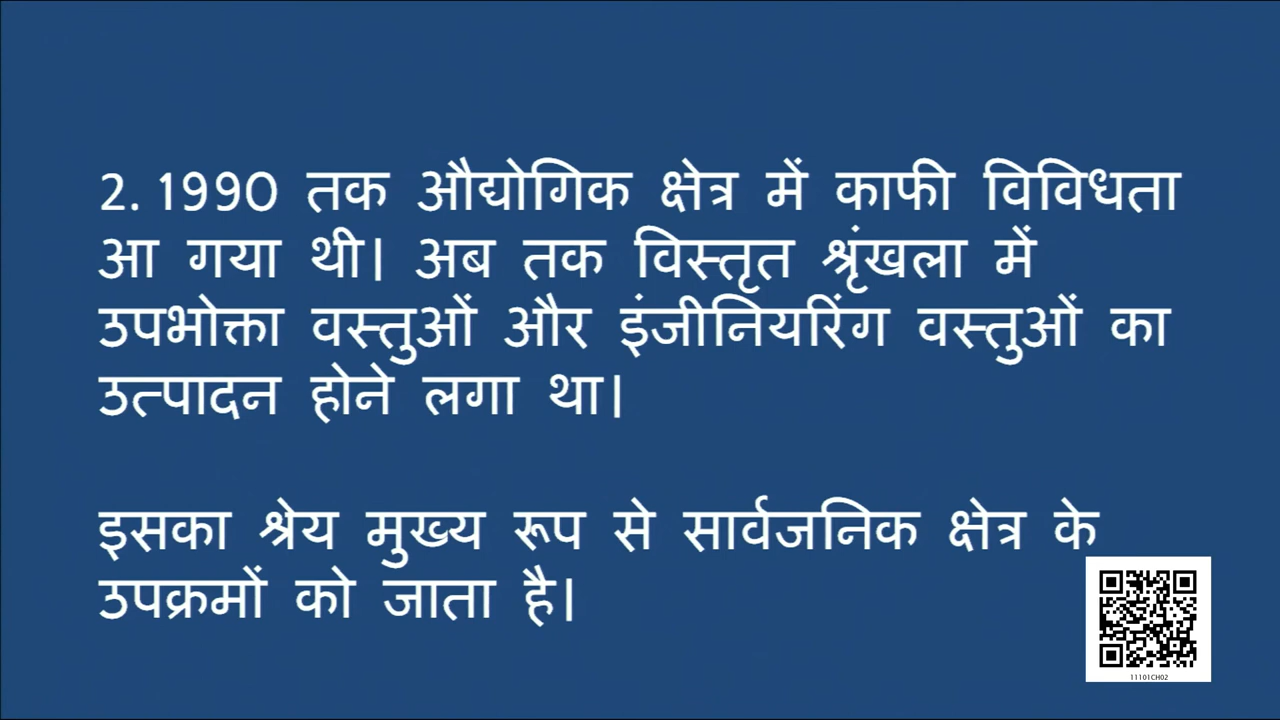 2. 1990 तक औद्योगिक क्षेत्र में काफी विविधता
आ गया थी। अब तक विस्तृत श्रृंखला में
उपभोक्ता वस्तुओं और इंजीनियरिंग वस्तुओं का
उत्पादन होने लगा था।
इसका श्रेय मुख्य रूप से सार्वजनिक क्षेत्र के
उपक्रमों को जाता है।
11101CH02